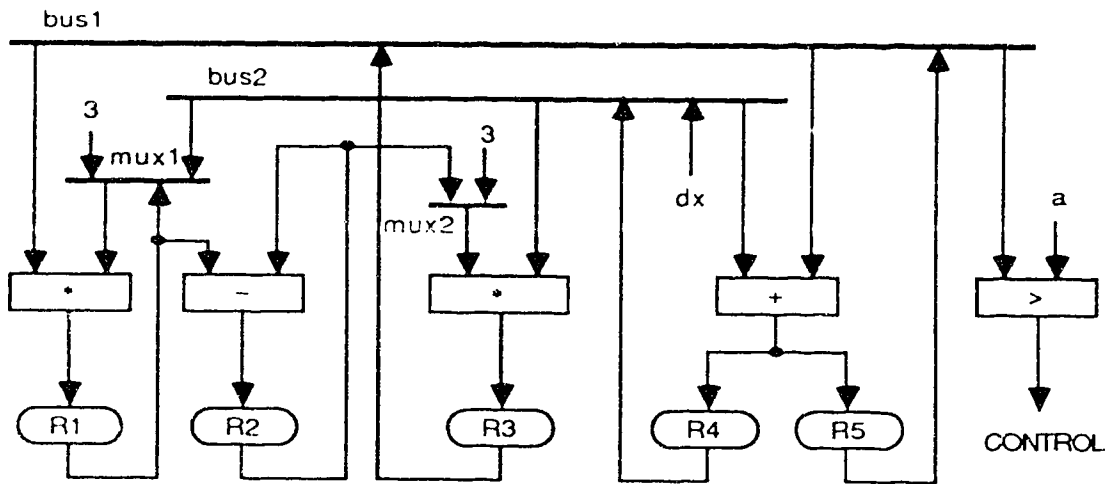 bus1
bus2
3
mux1
3
mux2
dx
a
*
-
*
+
>
R1
R2
R3
R4
R5
CONTROL